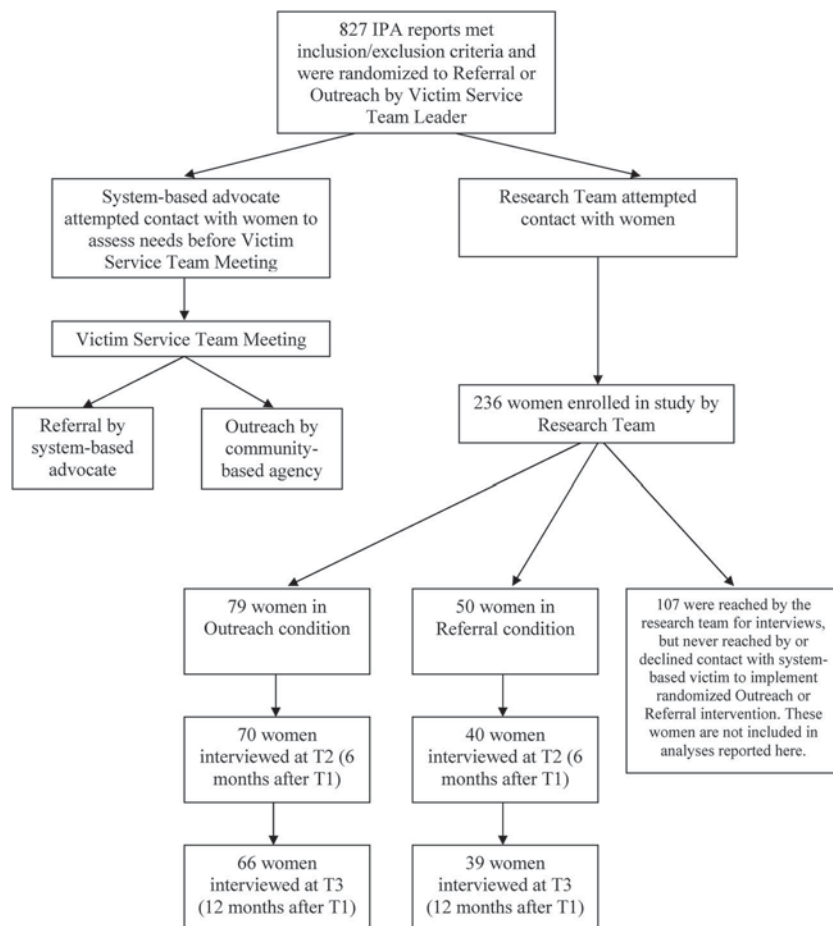 827 IPA reports met
inclusion/exclusion criteria and
were randomized to Referral or
Outreach by Victim Service
Team Leader
System-based advocate
attempted contact with women to
assess needs before Victim
Service Team Meeting
Research Team attempted
contact with women
Victim Service Team Meeting
Referral by
system-based
advocate
Outreach by
community-
based agency
236 women enrolled in study by
Research Team
79 women in
Outreach condition
50 women in
Referral condition
107 were reached by the
research team for interviews,
but never reached by or
declined contact with system-
based victim to implement
randomized Outreach or
Referral intervention. These
women are not included in
analyses reported here.
70 women
interviewed at T2 (6
months after T1)
40 women
interviewed at T2 (6
months after T1)
66 women
interviewed at T3
(12 months after T1)
39 women
interviewed at T3
(12 months after T1)